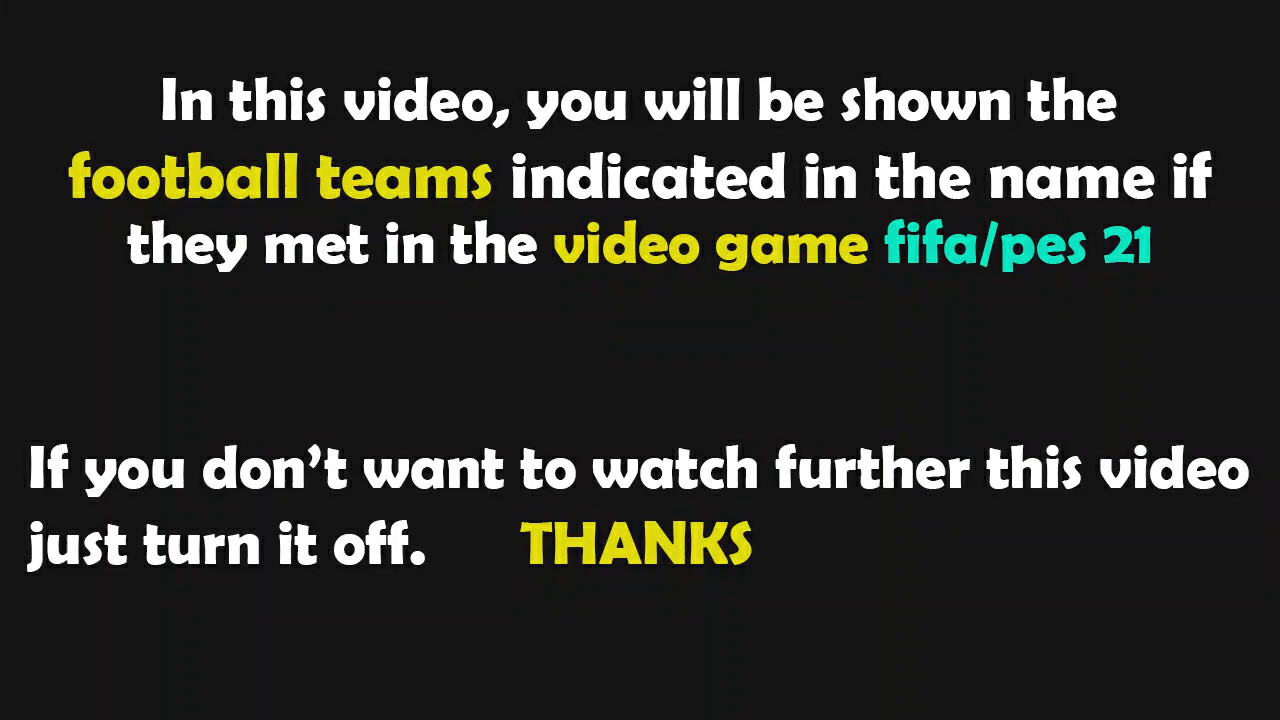 In this video, you will be shown the
football teams indicated in the name if
they met in the video game fifa/pes 21
If you don't want to watch further this video
just turn it off. THANKS